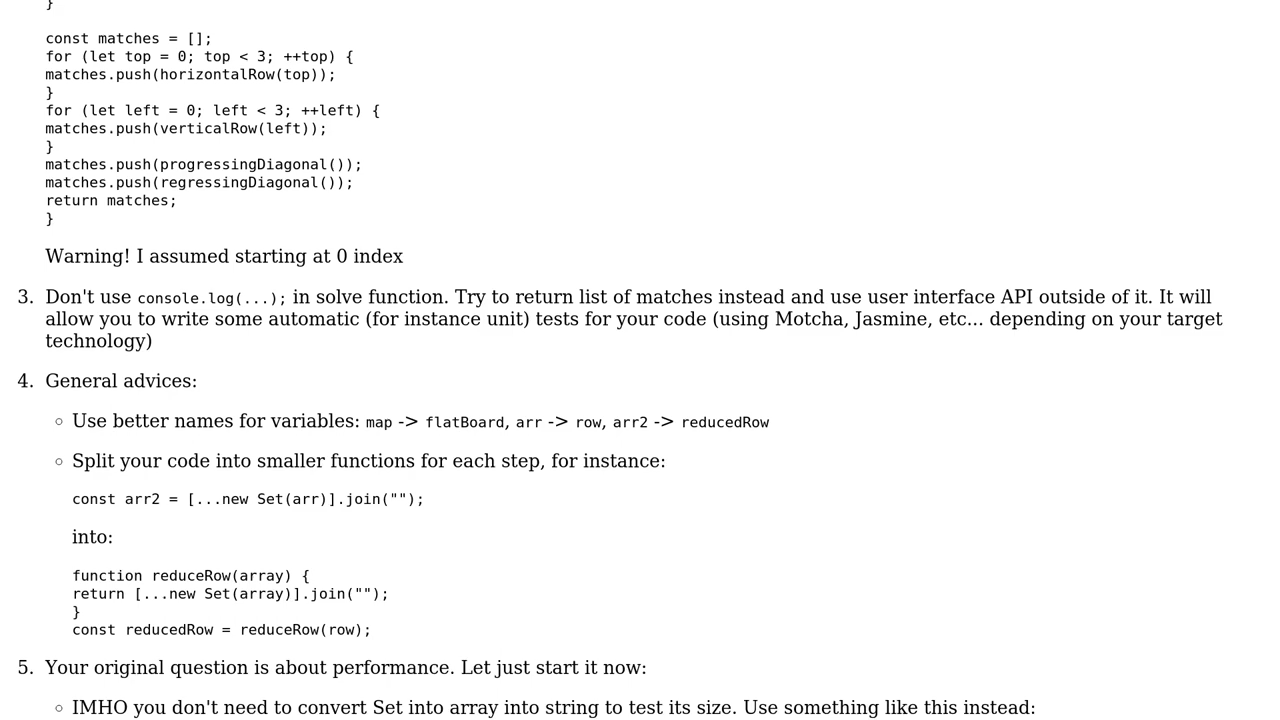 }
const matches = [];
for (let top = 0; top < 3; ++top) {
matches.push(horizontalRow(top));
}
for (let left = 0; left < 3; ++left) {
matches.push(verticalRow(left));
}
matches.push(progressingDiagonal());
matches.push(regressingDiagonal());
return matches;
}
Warning! I assumed starting at 0 index
3. Don't use console.log(...); in solve function. Try to return list of matches instead and use user interface API outside of it. It will
allow you to write some automatic (for instance unit) tests for your code (using Motcha, Jasmine, etc... depending on your target
technology)
4. General advices:
◦ Use better names for variables: map -> flatBoard, arr -> row, arr2 -> reducedRow
◦ Split your code into smaller functions for each step, for instance:
const arr2 = [...new Set(arr)].join("");
into:
function reduceRow(array) {
return [...new Set(array)].join("");
}
const reducedRow = reduceRow(row);
5. Your original question is about performance. Let just start it now:
◦ IMHO you don't need to convert Set into array into string to test its size. Use something like this instead: